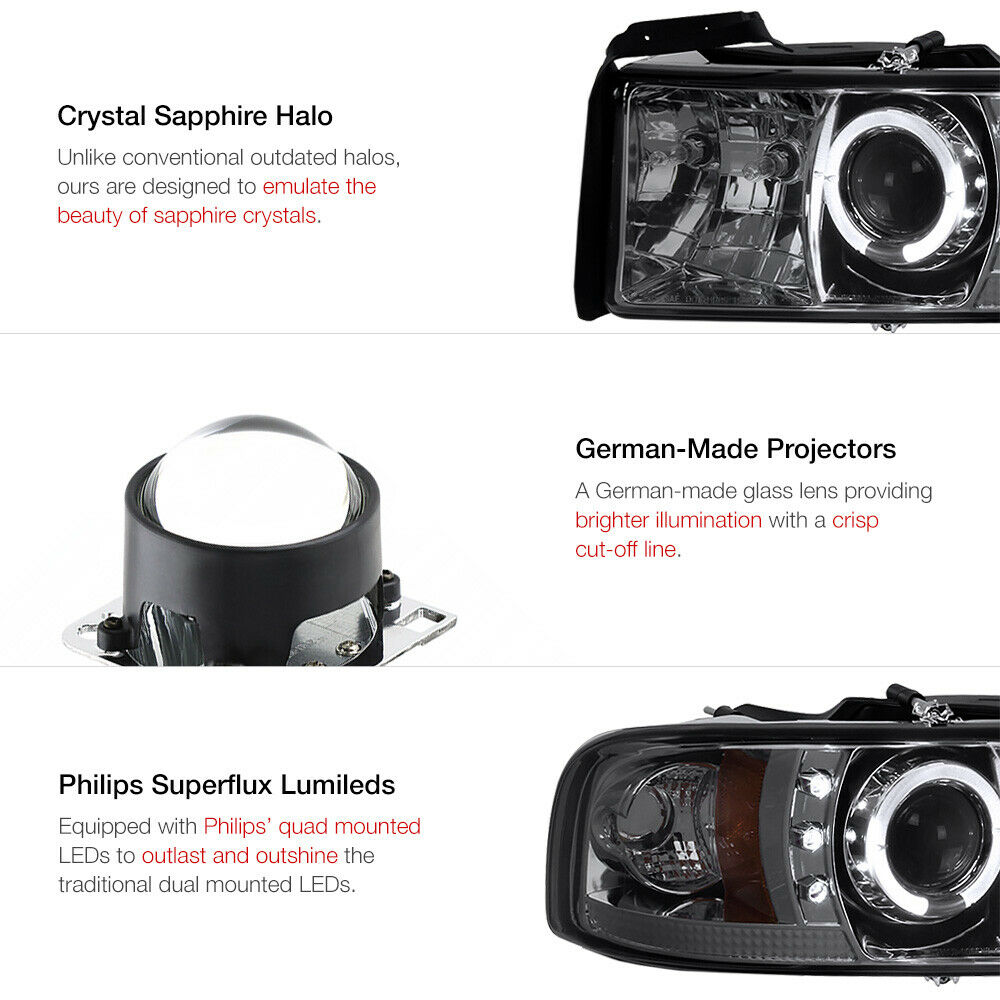 Crystal Sapphire Halo
Unlike conventional outdated halos,
ours are designed to emulate the
beauty of sapphire crystals.
German-Made Projectors
A German-made glass lens providing
brighter illumination with a crisp
cut-off line.
Philips Superflux Lumileds
Equipped with Philips’ quad mounted
LEDs to outlast and outshine the
traditional dual mounted LEDs.